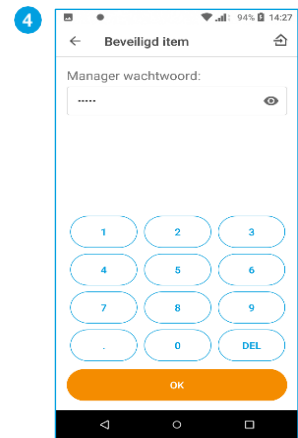 4
94% 14:27
Beveiligd item
Manager wachtwoord:
.....
1 2 3
4 5 6
7 8 9
. 0 DEL
OK